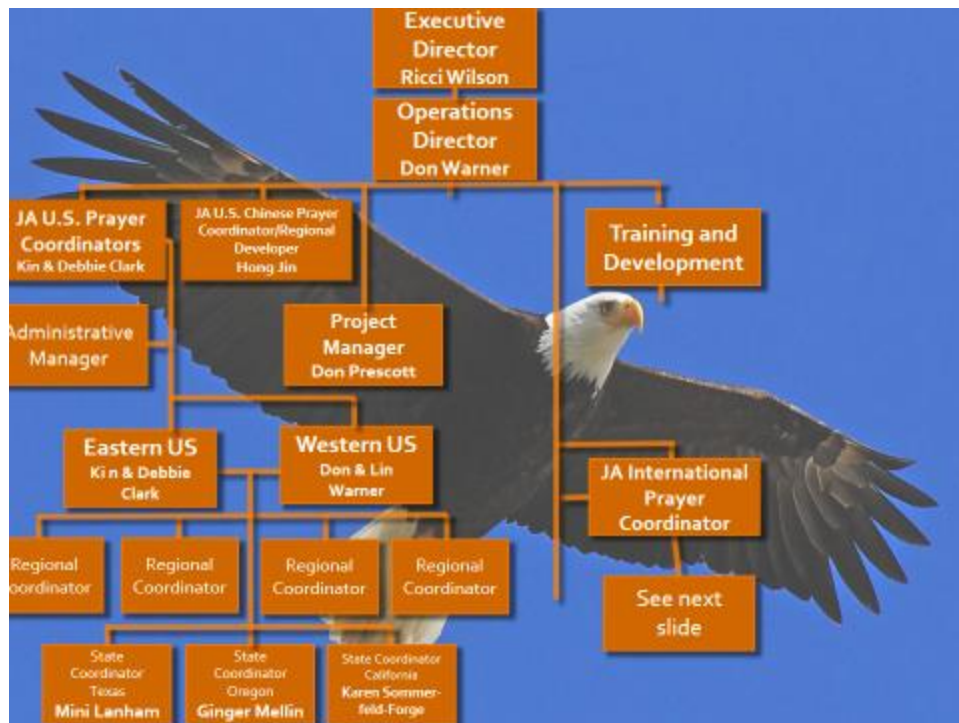 Executive
Director
Ricci Wilson
Operations
Director
Don Warner
JA U.S. Prayer
Coordinators
Kin & Debbie Clark
JA U.S. Chinese Prayer
Coordinator/Regional
Developer
Hong Jin
Training and
Development
Administrative
Manager
Project
Manager
Don Prescott
Eastern US
Kin & Debbie
Clark
Western US
Don & Lin
Warner
JA International
Prayer
Coordinator
Regional
Coordinator
Regional
Coordinator
Regional
Coordinator
Regional
Coordinator
See next
slide
State
Coordinator
Texas
Mini Lanham
State
Coordinator
Oregon
Ginger Mellin
State Coordinator
California
Karen Sommer-
feld-Forge